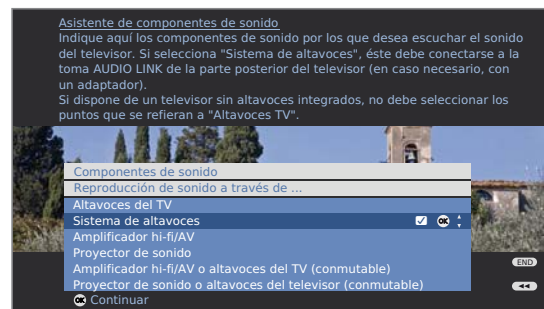 Asistente de componentes de sonido
Indique aquí los componentes de sonido por los que desea escuchar el sonido
del televisor. Si selecciona "Sistema de altavoces", éste debe conectarse a la
toma AUDIO LINK de la parte posterior del televisor (en caso necesario, con
un adaptador).
Si dispone de un televisor sin altavoces integrados, no debe seleccionar los
puntos que se refieran a "Altavoces TV".
Componentes de sonido
Reproducción de sonido a través de ...
Altavoces del TV
Sistema de altavoces OK
Amplificador hi-fi/AV
Proyector de sonido
Amplificador hi-fi/AV o altavoces del TV (conmutable)
END
Proyector de sonido o altavoces del televisor (conmutable)
OK Continuar